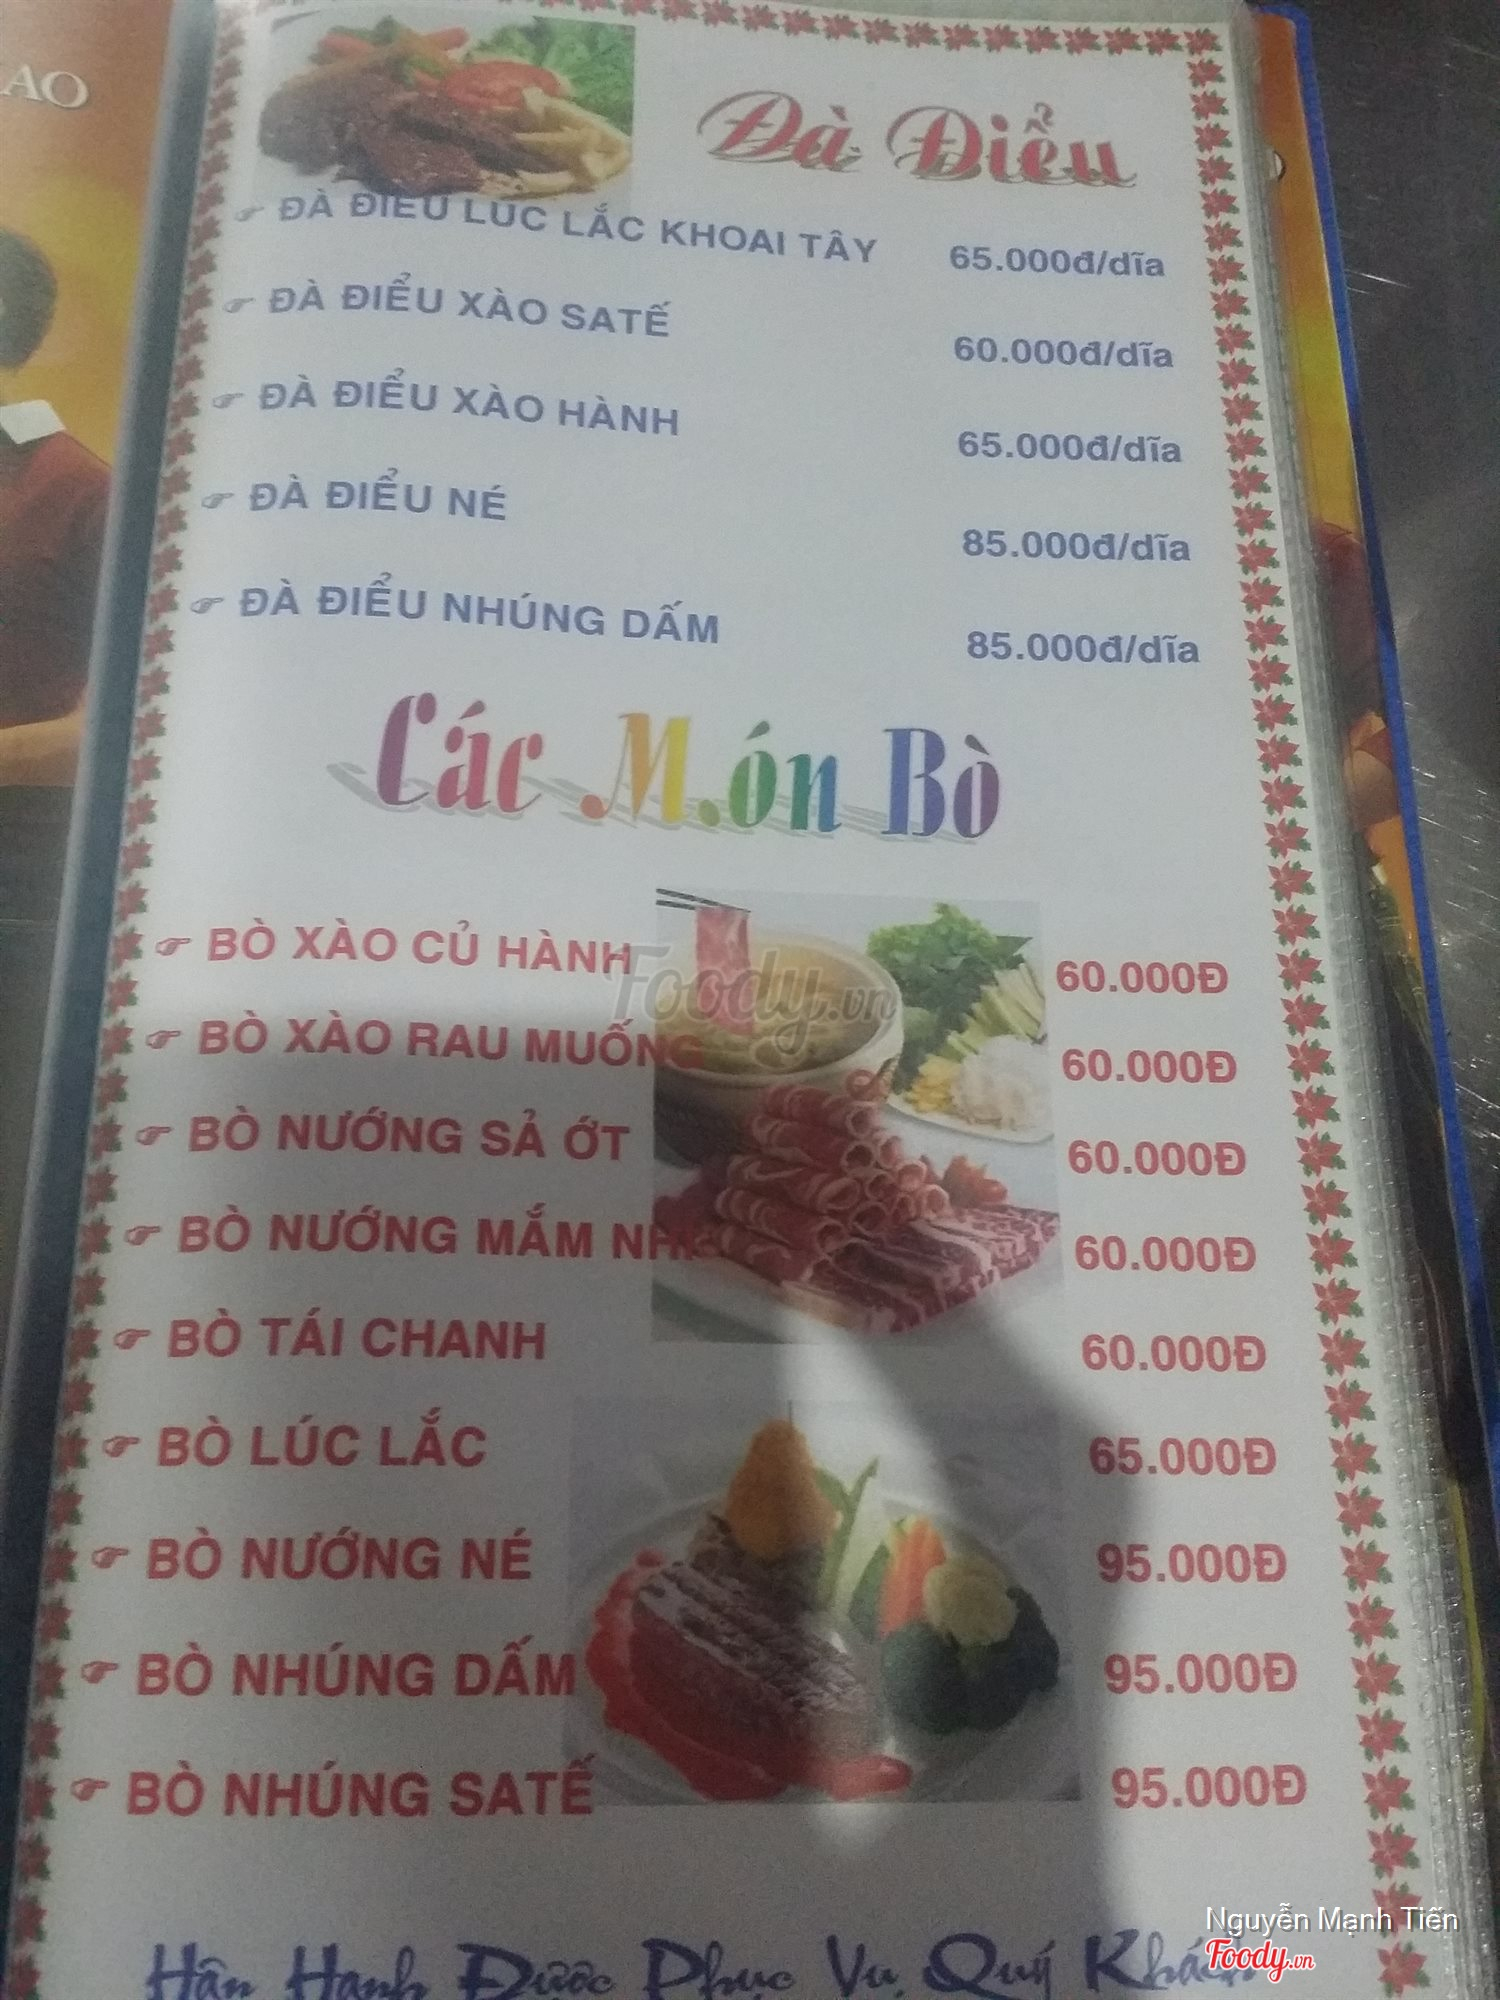 AO
Đà Điểu
ĐÀ ĐIỂU LÚC LẮC KHOAI TÂY 65.000đ/dĩa
ĐÀ ĐIỂU XÀO SATẾ 60.000đ/dĩa
ĐÀ ĐIỂU XÀO HÀNH 65.000đ/dĩa
ĐÀ ĐIỂU NÉ 85.000đ/dĩa
ĐÀ ĐIỂU NHÚNG DẤM 85.000đ/dĩa
Các Món Bò
BÒ XÀO CỦ HÀNH 60.000Đ
Foody.vn
BÒ XÀO RAU MUỐNG 60.000Đ
BÒ NƯỚNG SẢ ỚT 60.000Đ
BÒ NƯỚNG MẮM NHĨ 60.000Đ
BÒ TÁI CHANH 60.000Đ
BÒ LÚC LẮC 65.000Đ
BÒ NƯỚNG NÉ 95.000Đ
BÒ NHÚNG DẤM 95.000Đ
BÒ NHÚNG SATẾ 95.000Đ
Hân Hạnh Được Phục Vụ Quý Khách
Nguyễn Mạnh Tiến
Foody.vn